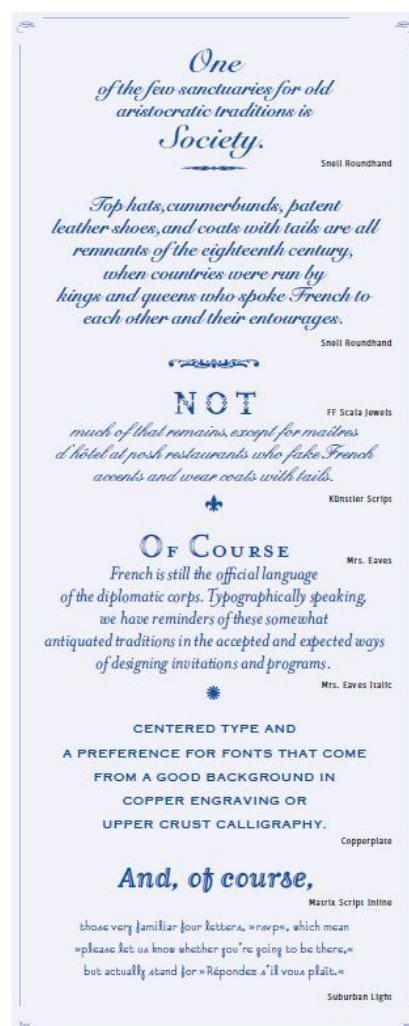 One
of the few sanctuaries for old
aristocratic traditions is
Society.
Snell Roundhand
Top hats, cummerbunds, patent
leather shoes, and coats with tails are all
remnants of the eighteenth century,
when countries were run by
kings and queens who spoke French to
each other and their entourages.
Snell Roundhand
NOT
FF Scala Jewels
much of that remains, except for maîtres
d'hôtel at posh restaurants who fake French
accents and wear coats with tails.
Künstler Script
OF COURSE
Mrs. Eaves
French is still the official language
of the diplomatic corps. Typographically speaking,
we have reminders of these somewhat
antiquated traditions in the accepted and expected ways
of designing invitations and programs.
Mrs. Eaves Italic
CENTERED TYPE AND
A PREFERENCE FOR FONTS THAT COME
FROM A GOOD BACKGROUND IN
COPPER ENGRAVING OR
UPPER CRUST CALLIGRAPHY.
Copperplate
And, of course,
Matrix Script Inline
those very familiar four letters, »rsvp«, which mean
»please let us know whether you're going to be there,«
but actually stand for »Répondez s'il vous plaît.«
Suburban Light